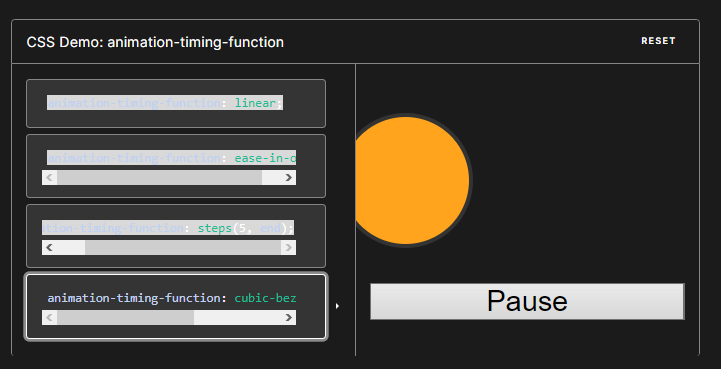 CSS Demo: animation-timing-function
RESET
animation-timing-function: linear;
animation-timing-function: ease-in-o
tion-timing-function: steps(5, end);
animation-timing-function: cubic-bez
Pause